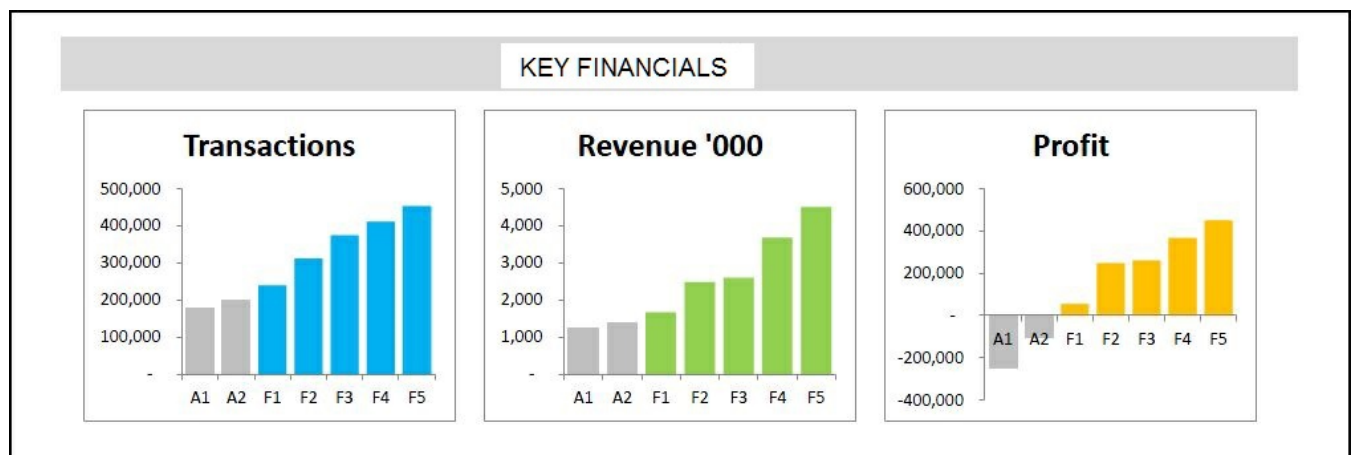 KEY FINANCIALS
Transactions
500,000
400,000
300,000
200,000
100,000
-
A1 A2 F1 F2 F3 F4 F5
Revenue '000
5,000
4,000
3,000
2,000
1,000
-
A1 A2 F1 F2 F3 F4 F5
Profit
600,000
400,000
200,000
-
A1 A2 F1 F2 F3 F4 F5
-200,000
-400,000